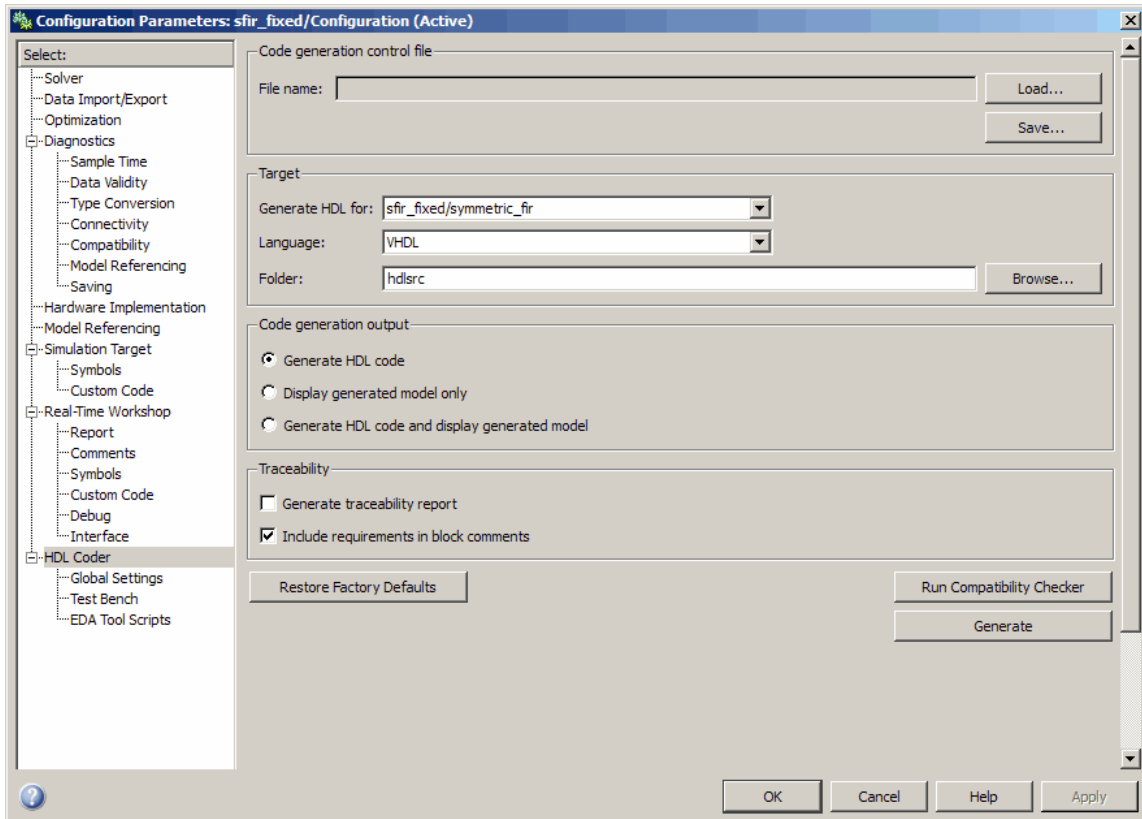 Configuration Parameters: sfir_fixed/Configuration (Active)
Select:
Solver
Data Import/Export
Optimization
Diagnostics
Sample Time
Data Validity
Type Conversion
Connectivity
Compatibility
Model Referencing
Saving
Hardware Implementation
Model Referencing
Simulation Target
Symbols
Custom Code
Real-Time Workshop
Report
Comments
Symbols
Custom Code
Debug
Interface
HDL Coder
Global Settings
Test Bench
EDA Tool Scripts
Code generation control file
File name:
Load...
Save...
Target
Generate HDL for: sfir_fixed/symmetric_fir
Language: VHDL
Folder: hdlsrc
Browse...
Code generation output
Generate HDL code
Display generated model only
Generate HDL code and display generated model
Traceability
Generate traceability report
Include requirements in block comments
Restore Factory Defaults
Run Compatibility Checker
Generate
OK
Cancel
Help
Apply